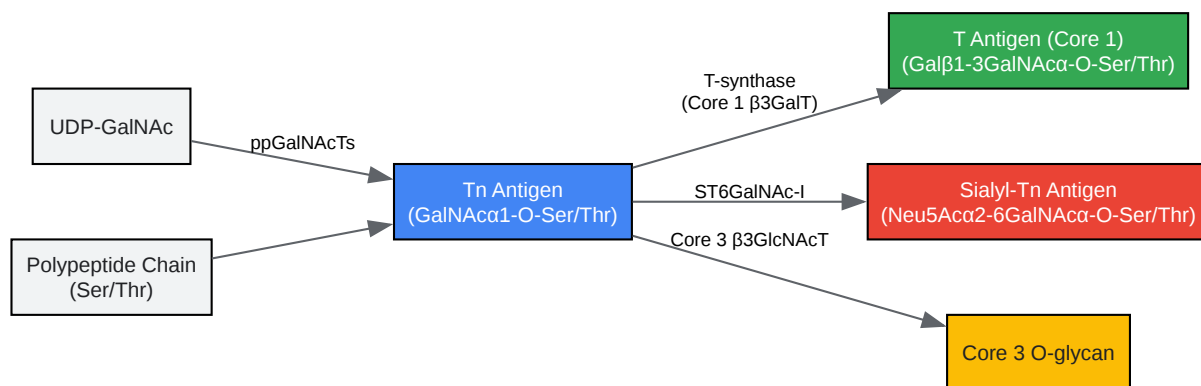 UDP-GalNAc
Polypeptide Chain
(Ser/Thr)
ppGalNAcTs
Tn Antigen
(GalNAcα1-O-Ser/Thr)
T-synthase
(Core 1 β3GalT)
ST6GalNAc-I
Core 3 β3GlcNAcT
T Antigen (Core 1)
(Galβ1-3GalNAcα-O-Ser/Thr)
Sialyl-Tn Antigen
(Neu5Acα2-6GalNAcα-O-Ser/Thr)
Core 3 O-glycan